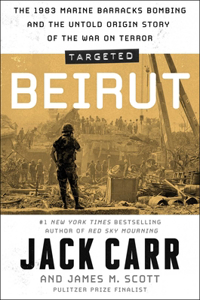 THE 1983 MARINE BARRACKS BOMBING
AND THE UNTOLD ORIGIN STORY
OF THE WAR ON TERROR
TARGETED
BEIRUT
#1 NEW YORK TIMES BESTSELLING
AUTHOR OF RED SKY MOURNING
JACK CARR
AND JAMES M. SCOTT
PULITZER PRIZE FINALIST